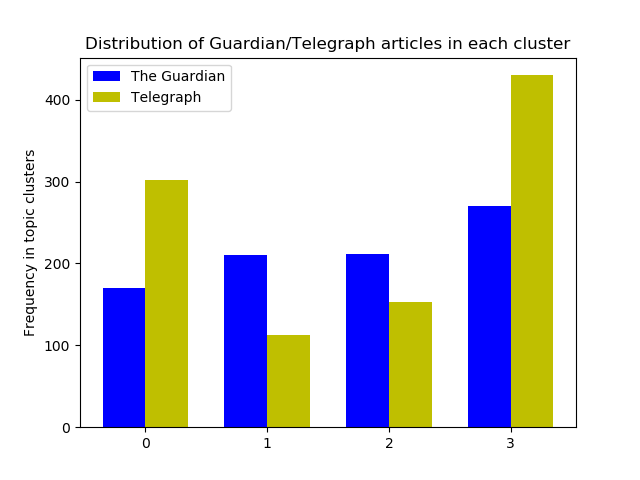 Distribution of Guardian/Telegraph articles in each cluster
The Guardian
Telegraph
Frequency in topic clusters
400
300
200
100
0
0 1 2 3